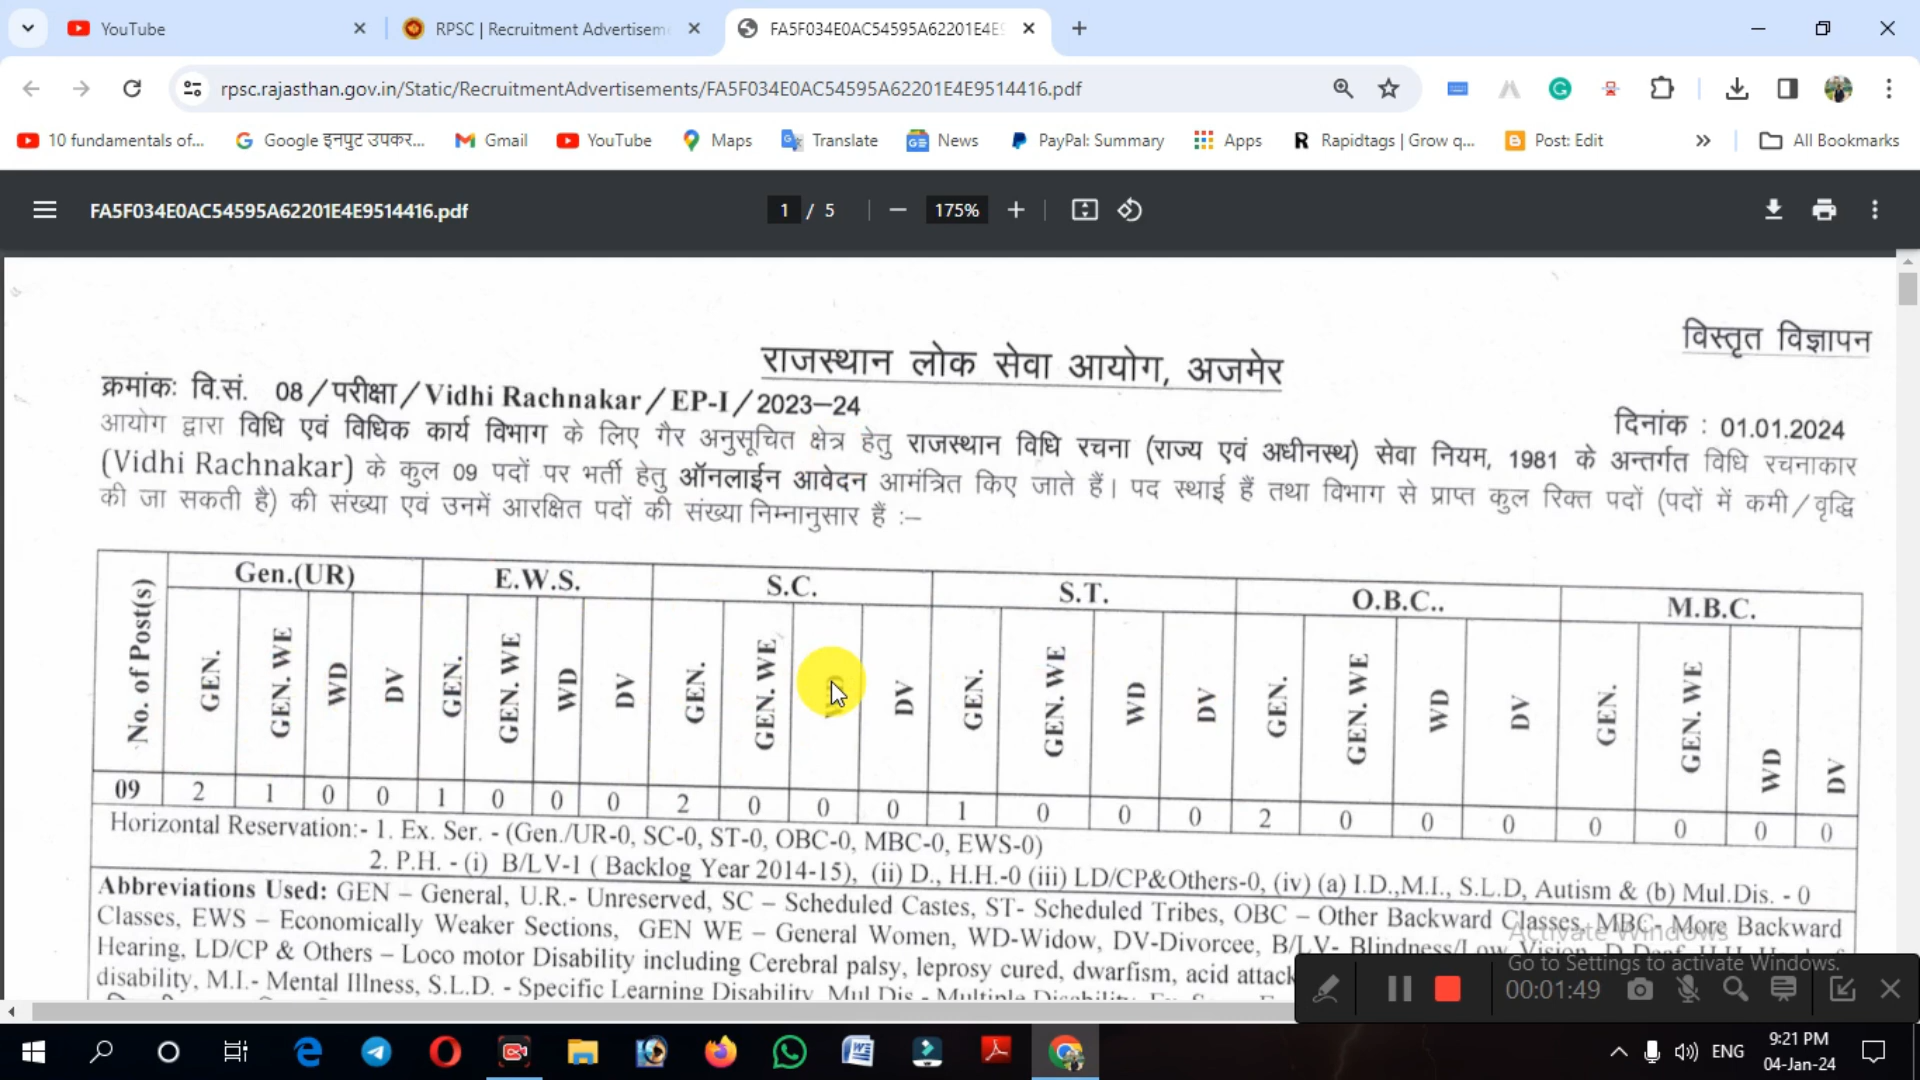 YouTube
RPSC | Recruitment Advertisem
FA5F034E0AC54595A62201E4E9
rpsc.rajasthan.gov.in/Static/RecruitmentAdvertisements/FA5F034E0AC54595A62201E4E9514416.pdf
10 fundamentals of... Google इनपुट उपकर... Gmail YouTube Maps Translate News PayPal: Summary Apps Rapidtags | Grow q... Post: Edit » All Bookmarks
FA5F034E0AC54595A62201E4E9514416.pdf 1 / 5 175%
विस्तृत विज्ञापन
राजस्थान लोक सेवा आयोग, अजमेर
क्रमांकः वि.सं. 08/परीक्षा/Vidhi Rachnakar/EP-I/2023–24
दिनांक : 01.01.2024
आयोग द्वारा विधि एवं विधिक कार्य विभाग के लिए गैर अनुसूचित क्षेत्र हेतु राजस्थान विधि रचना (राज्य एवं अधीनस्थ) सेवा नियम, 1981 के अन्तर्गत विधि रचनाकार
(Vidhi Rachnakar) के कुल 09 पदों पर भर्ती हेतु ऑनलाईन आवेदन आमंत्रित किए जाते हैं। पद स्थाई हैं तथा विभाग से प्राप्त कुल रिक्त पदों (पदों में कमी/वृद्धि
की जा सकती है) की संख्या एवं उनमें आरक्षित पदों की संख्या निम्नानुसार हैं :–
No. of Post(s) Gen.(UR) E.W.S. S.C. S.T. O.B.C.. M.B.C.
GEN. GEN. WE WD DV GEN. GEN. WE WD DV GEN. GEN. WE DV GEN. GEN. WE WD DV GEN. GEN. WE WD DV GEN. GEN. WE WD DV
09 2 1 0 0 1 0 0 0 2 0 0 0 1 0 0 0 2 0 0 0 0 0 0 0
Horizontal Reservation:- 1. Ex. Ser. - (Gen./UR-0, SC-0, ST-0, OBC-0, MBC-0, EWS-0)
2. P.H. - (i) B/LV-1 ( Backlog Year 2014-15), (ii) D., H.H.-0 (iii) LD/CP&Others-0, (iv) (a) I.D.,M.I., S.L.D, Autism & (b) Mul.Dis. - 0
Abbreviations Used: GEN – General, U.R.- Unreserved, SC – Scheduled Castes, ST- Scheduled Tribes, OBC – Other Backward Classes, MBC- More Backward
Classes, EWS – Economically Weaker Sections, GEN WE – General Women, WD-Widow, DV-Divorcee, B/LV- Blindness/Low Vision,
Hearing, LD/CP & Others – Loco motor Disability including Cerebral palsy, leprosy cured, dwarfism, acid attack
disability, M.I.- Mental Illness, S.L.D. - Specific Learning Disability, Mul Dis - Multiple
Activate Windows
Go to Settings to activate Windows.
00:01:49
ENG
9:21 PM
04-Jan-24